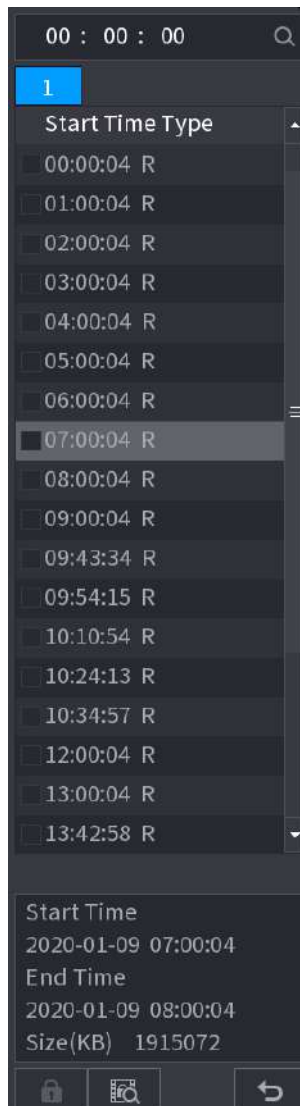 00 : 00 : 00
1
Start Time Type
00:00:04 R
01:00:04 R
02:00:04 R
03:00:04 R
04:00:04 R
05:00:04 R
06:00:04 R
07:00:04 R
08:00:04 R
09:00:04 R
09:43:34 R
09:54:15 R
10:10:54 R
10:24:13 R
10:34:57 R
12:00:04 R
13:00:04 R
13:42:58 R
Start Time
2020-01-09 07:00:04
End Time
2020-01-09 08:00:04
Size(KB) 1915072